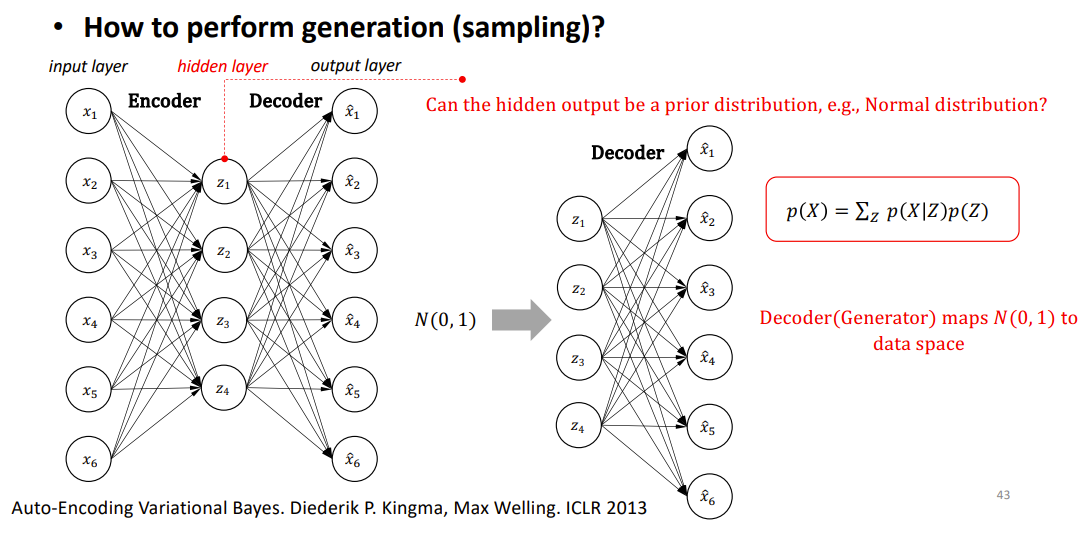 • How to perform generation (sampling)?
input layer
hidden layer
output layer
Encoder
Decoder
Can the hidden output be a prior distribution, e.g., Normal distribution?
x₁
x₂
x₃
x₄
x₅
x₆
z₁
z₂
z₃
z₄
x̂₁
x̂₂
x̂₃
x̂₄
x̂₅
x̂₆
N(0, 1)
Decoder
z₁
z₂
z₃
z₄
x̂₁
x̂₂
x̂₃
x̂₄
x̂₅
x̂₆
p(X) = ∑_Z p(X|Z)p(Z)
Decoder(Generator) maps N(0, 1) to
data space
Auto-Encoding Variational Bayes. Diederik P. Kingma, Max Welling. ICLR 2013
43